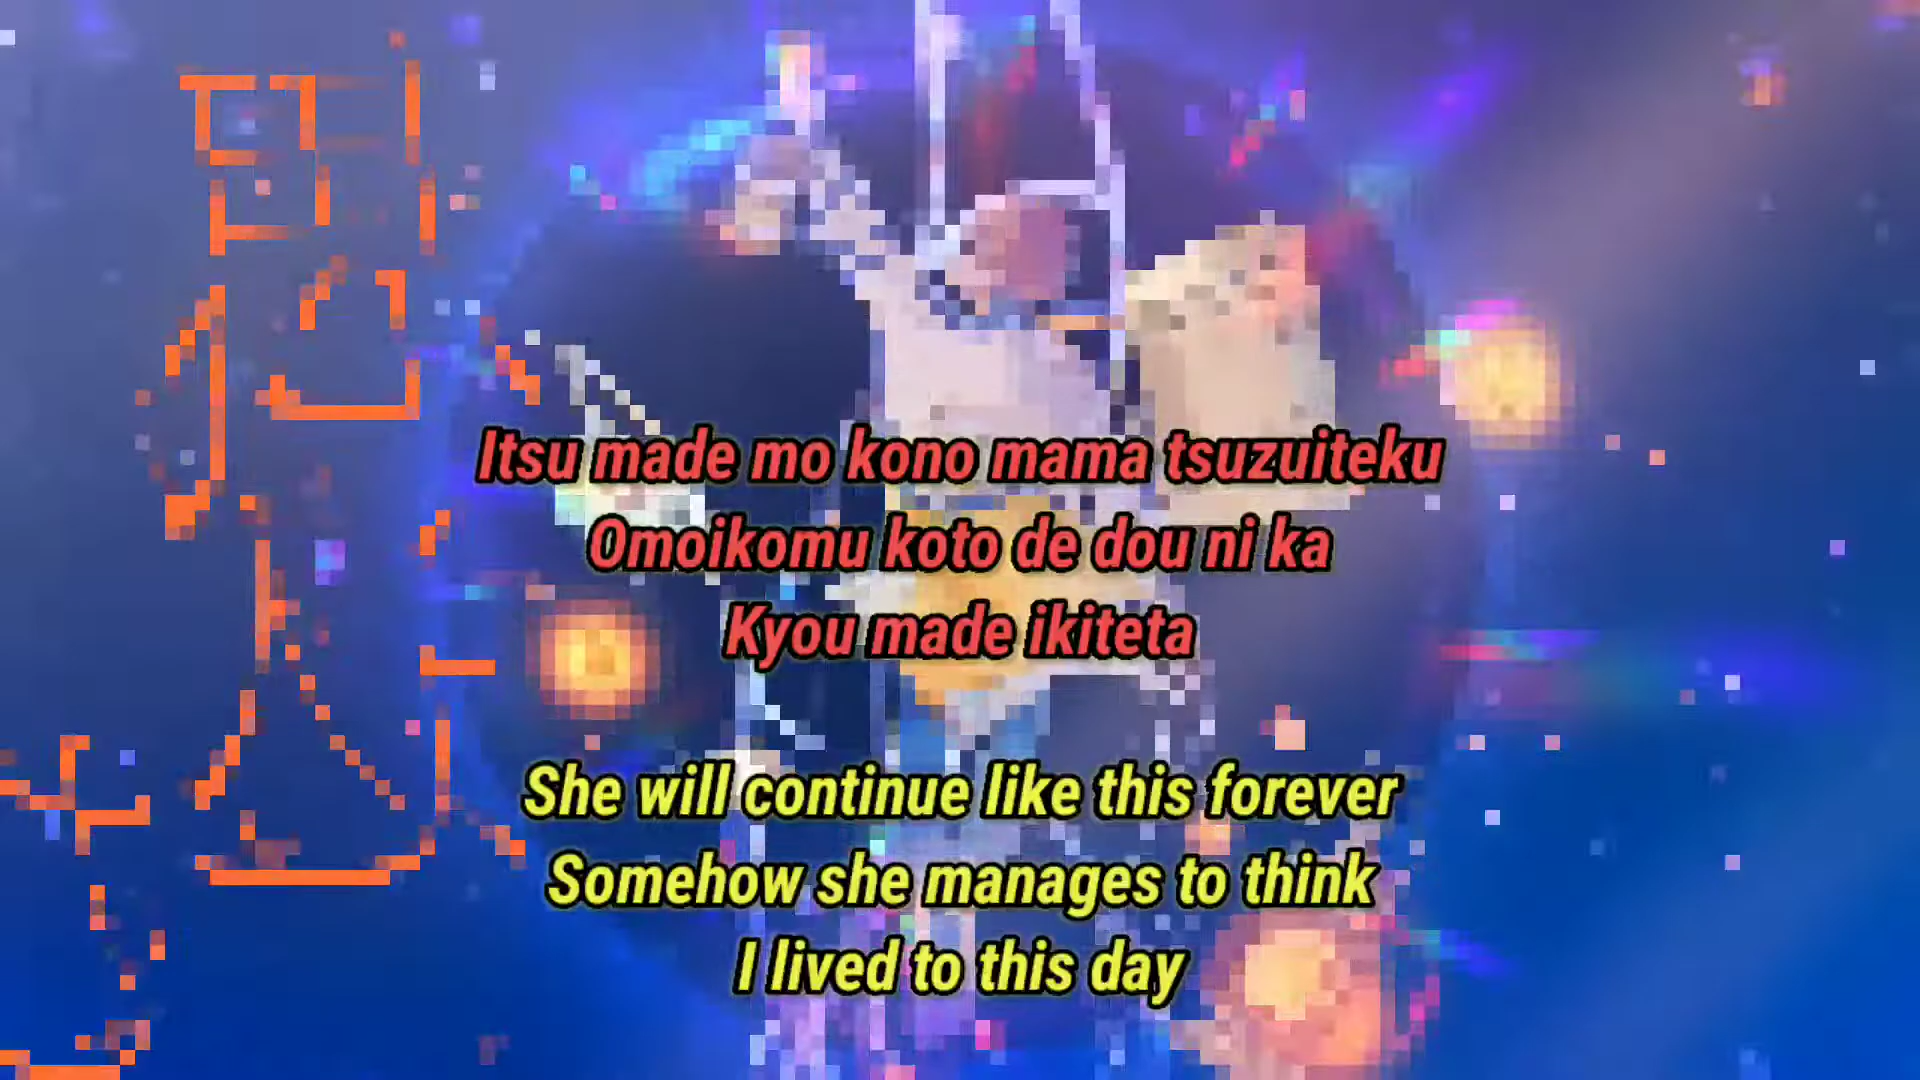 Itsu made mo kono mama tsuzuiteku
Omoikomu koto de dou ni ka
Kyou made ikiteta
She will continue like this forever
Somehow she manages to think
I lived to this day